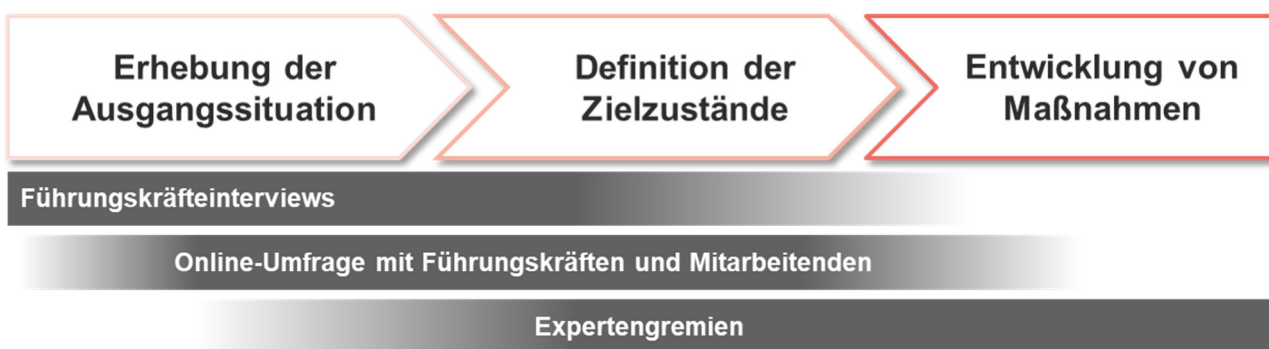 Erhebung der
Ausgangssituation
Definition der
Zielzustände
Entwicklung von
Maßnahmen
Führungskräfteinterviews
Online-Umfrage mit Führungskräften und Mitarbeitenden
Expertengremien